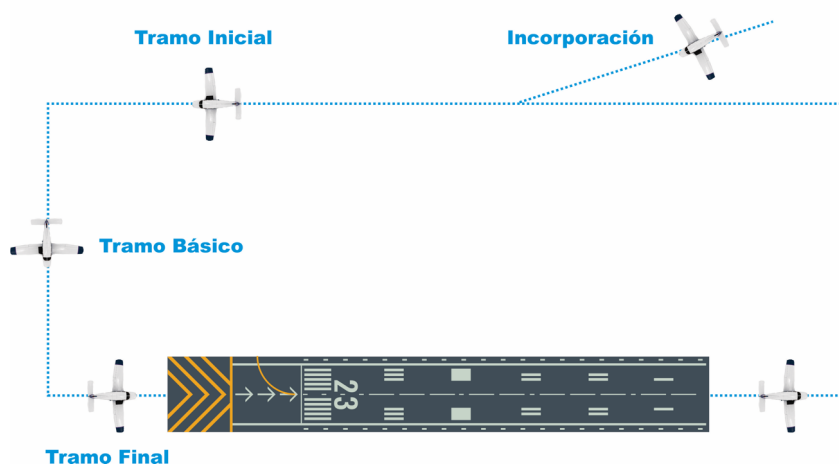 Tramo Inicial
Incorporación
Tramo Básico
23
Tramo Final